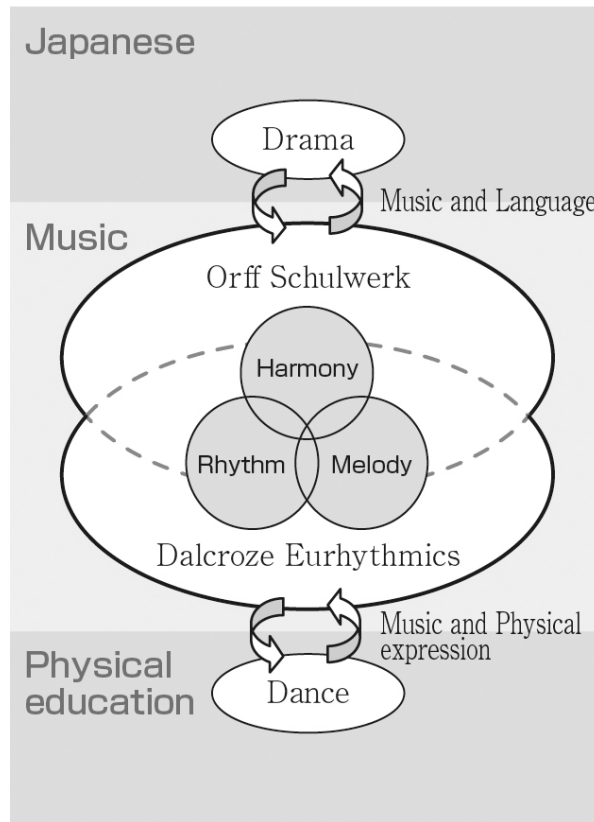 Japanese
Drama
Music and Language
Music
Orff Schulwerk
Harmony
Rhythm
Melody
Dalcroze Eurhythmics
Music and Physical
expression
Physical
education
Dance